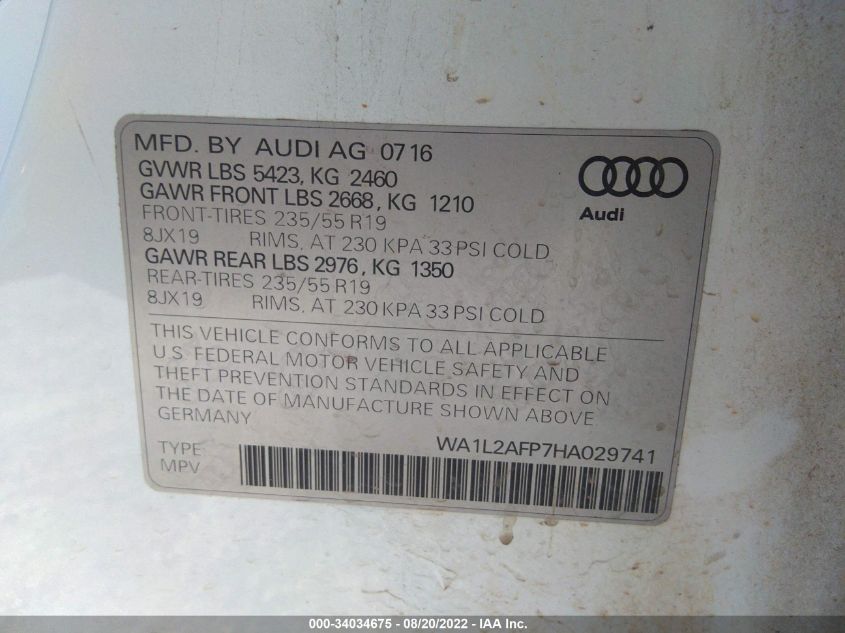 MFD. BY AUDI AG 07 16
GVWR LBS 5423, KG 2460
GAWR FRONT LBS 2668, KG 1210
FRONT-TIRES 235/55 R19
8JX19 RIMS, AT 230 KPA 33 PSI COLD
GAWR REAR LBS 2976, KG 1350
REAR-TIRES 235/55 R19
8JX19 RIMS, AT 230 KPA 33 PSI COLD
Audi
THIS VEHICLE CONFORMS TO ALL APPLICABLE
U.S. FEDERAL MOTOR VEHICLE SAFETY AND
THEFT PREVENTION STANDARDS IN EFFECT ON
THE DATE OF MANUFACTURE SHOWN ABOVE
GERMANY
WA1L2AFP7HA029741
TYPE
MPV
000-34034675 - 08/20/2022 - IAA Inc.